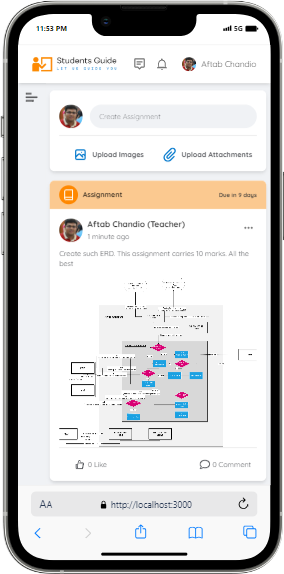 11:53 PM
5G
Students Guide
LET US GUIDE YOU
Aftab Chandio
Create Assignment
Upload Images
Upload Attachments
Assignment
Due in 9 days
Aftab Chandio (Teacher)
1 minute ago
Create such ERD. This assignment carries 10 marks. All the
best
0 Like
0 Comment
AA
http://localhost:3000